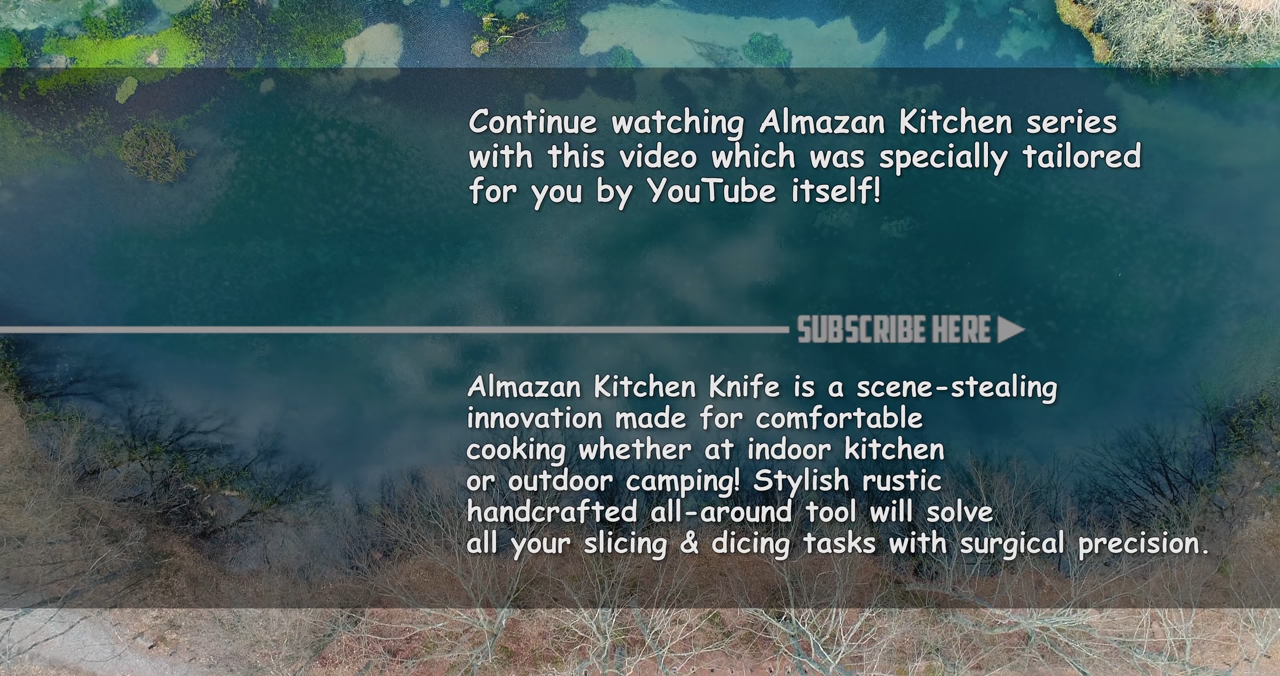 Continue watching Almazan Kitchen series
with this video which was specially tailored
for you by YouTube itself!
SUBSCRIBE HERE
Almazan Kitchen Knife is a scene-stealing
innovation made for comfortable
cooking whether at indoor kitchen
or outdoor camping! Stylish rustic
handcrafted all-around tool will solve
all your slicing & dicing tasks with surgical precision.